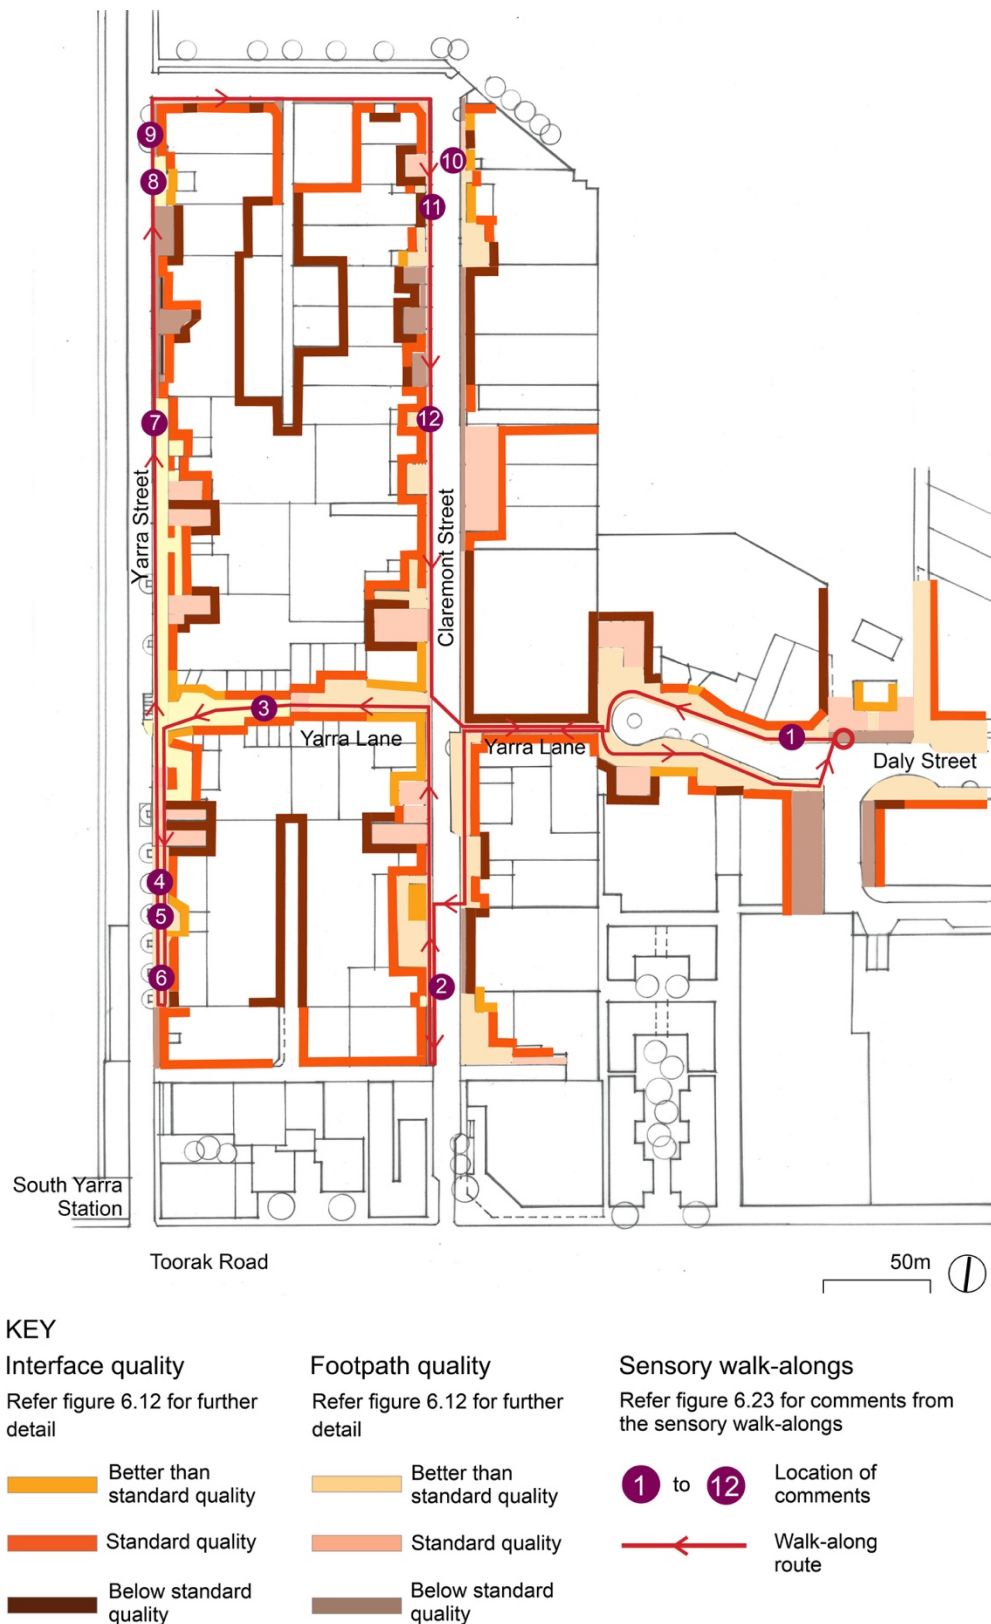 9
8
10
11
7
12
Yarra Street
Claremont Street
3
Yarra Lane
Yarra Lane
1
Daly Street
4
5
6
2
South Yarra
Station
Toorak Road
50m
KEY
Interface quality
Refer figure 6.12 for further
detail
Better than
standard quality
Standard quality
Below standard
quality
Footpath quality
Refer figure 6.12 for further
detail
Better than
standard quality
Standard quality
Below standard
quality
Sensory walk-alongs
Refer figure 6.23 for comments from
the sensory walk-alongs
1 to 12
Location of
comments
Walk-along
route